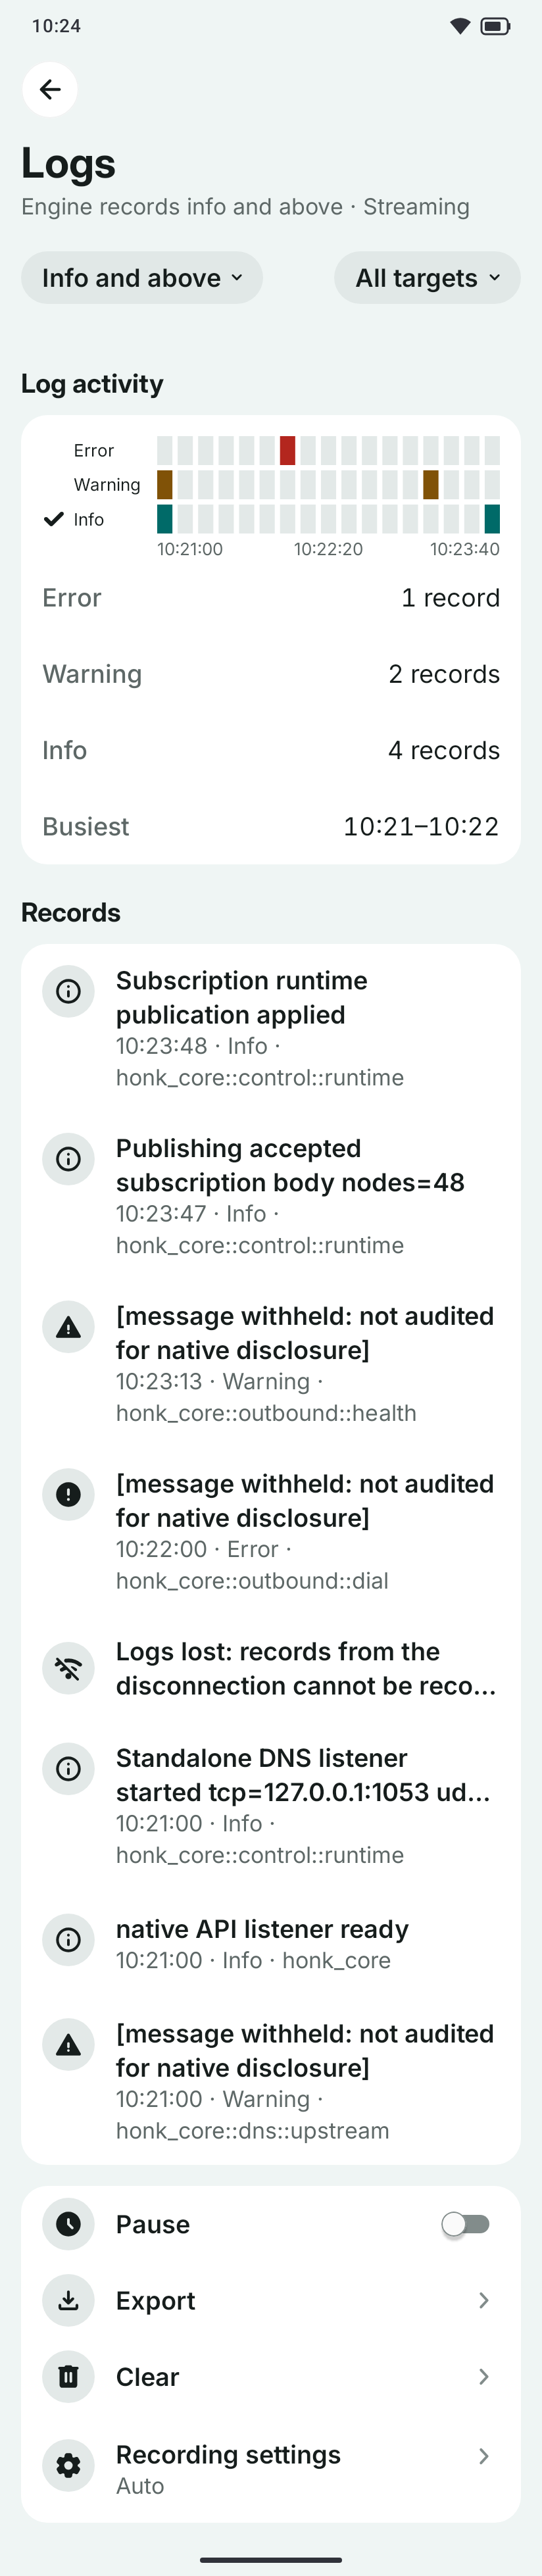 10:24
Logs
Engine records info and above · Streaming
Info and above
All targets
Log activity
Error
Warning
Info
10:21:00 10:22:20 10:23:40
Error 1 record
Warning 2 records
Info 4 records
Busiest 10:21–10:22
Records
Subscription runtime
publication applied
10:23:48 · Info ·
honk_core::control::runtime
Publishing accepted
subscription body nodes=48
10:23:47 · Info ·
honk_core::control::runtime
[message withheld: not audited
for native disclosure]
10:23:13 · Warning ·
honk_core::outbound::health
[message withheld: not audited
for native disclosure]
10:22:00 · Error ·
honk_core::outbound::dial
Logs lost: records from the
disconnection cannot be reco...
Standalone DNS listener
started tcp=127.0.0.1:1053 ud...
10:21:00 · Info ·
honk_core::control::runtime
native API listener ready
10:21:00 · Info · honk_core
[message withheld: not audited
for native disclosure]
10:21:00 · Warning ·
honk_core::dns::upstream
Pause
Export
Clear
Recording settings
Auto